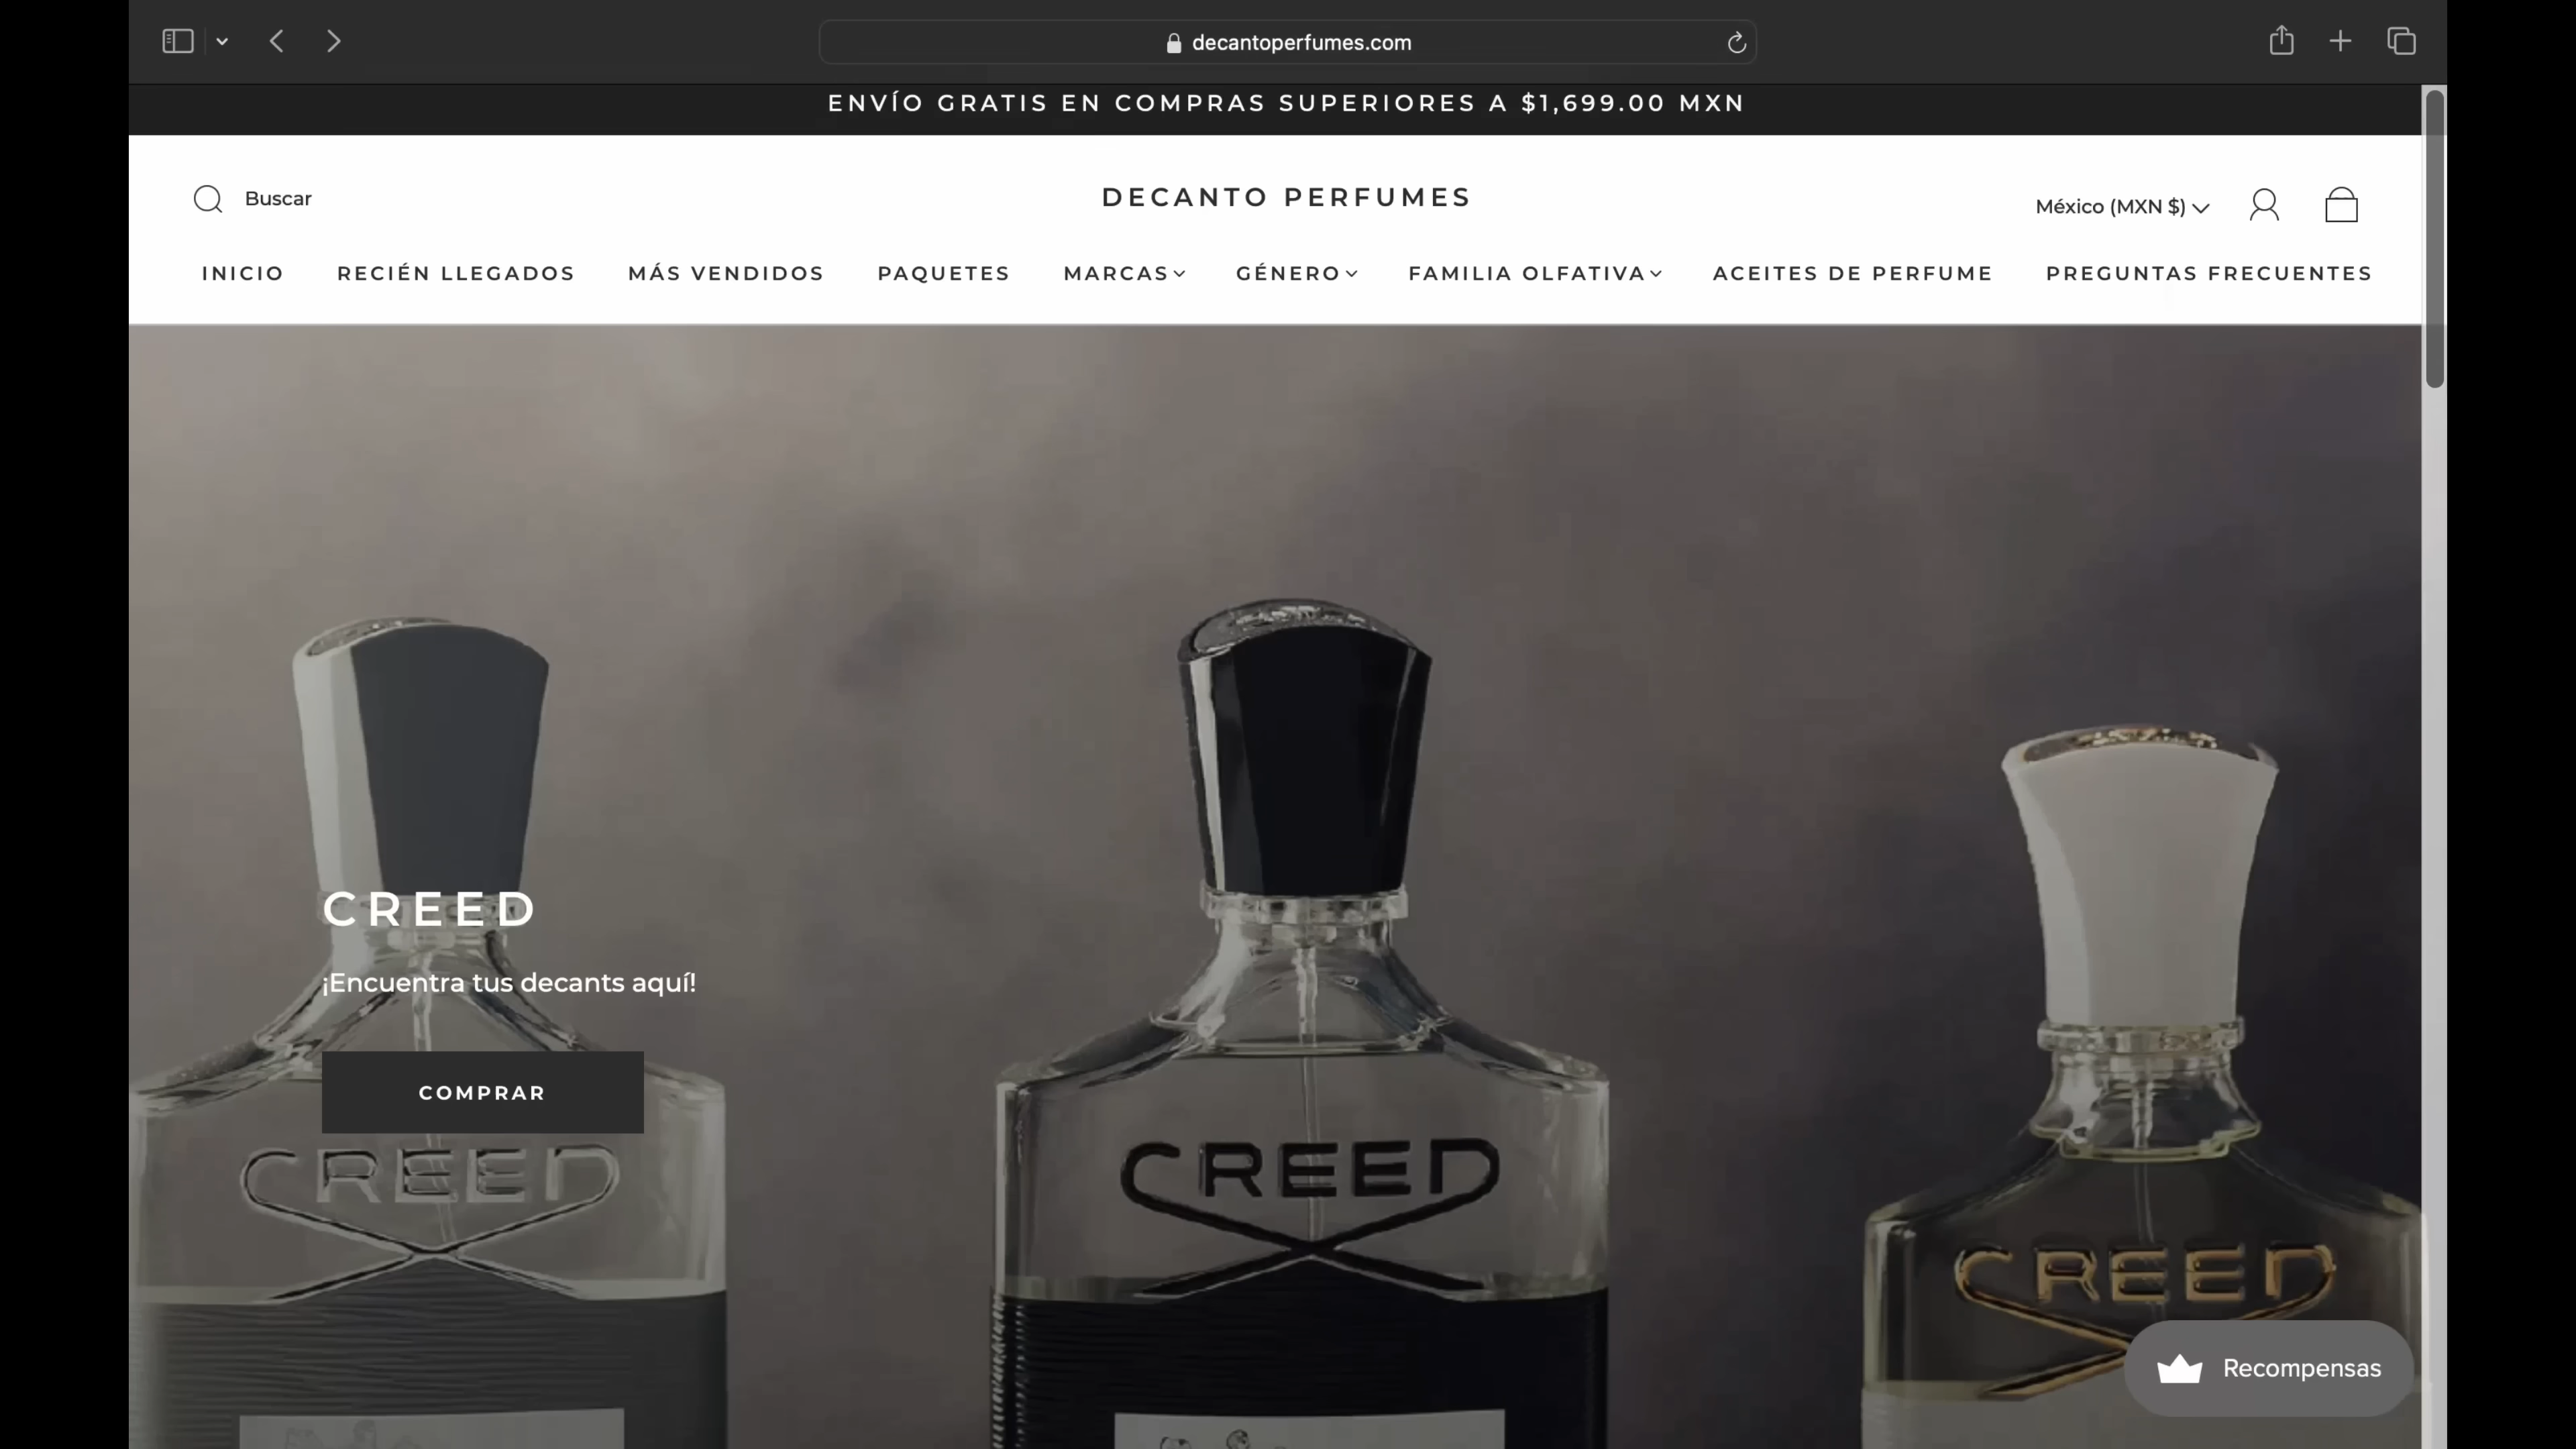 decantoperfumes.com
ENVÍO GRATIS EN COMPRAS SUPERIORES A $1,699.00 MXN
Buscar
DECANTO PERFUMES
México (MXN $)
INICIO RECIÉN LLEGADOS MÁS VENDIDOS PAQUETES MARCAS GÉNERO FAMILIA OLFATIVA ACEITES DE PERFUME PREGUNTAS FRECUENTES
CREED
¡Encuentra tus decants aquí!
COMPRAR
CREED
CREED
CREED
Recompensas